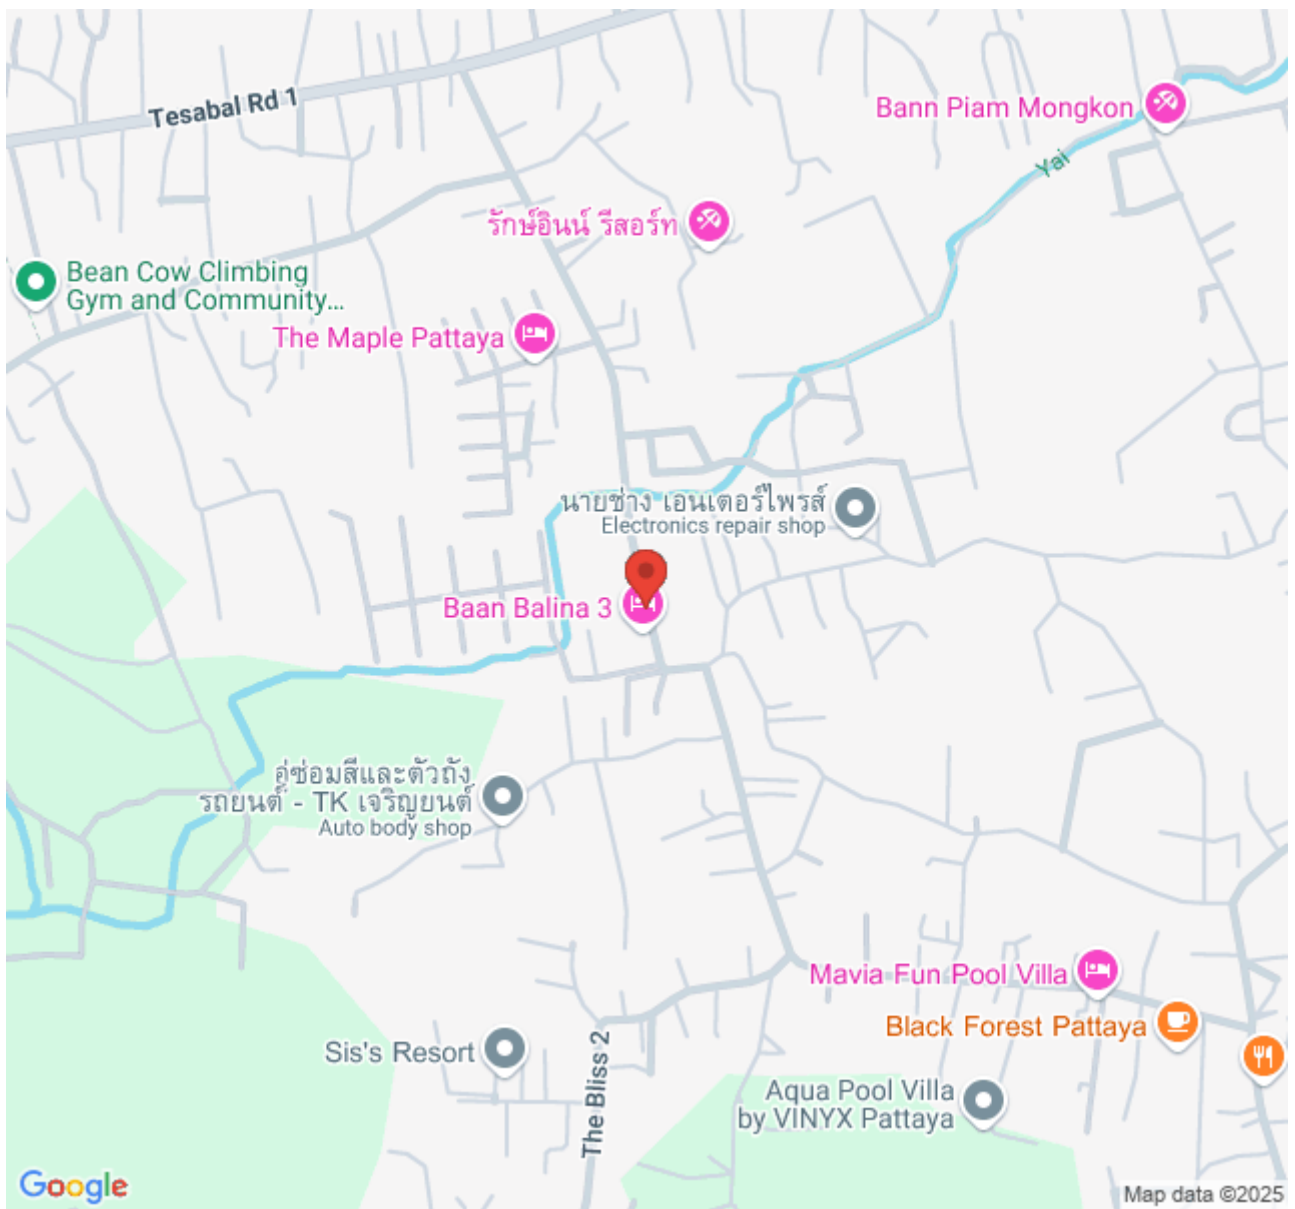 Tesabal Rd 1
Bann Piam Mongkon
Yai
รักษ์อินน์ รีสอร์ท
Bean Cow Climbing
Gym and Community...
The Maple Pattaya
นายช่าง เอนเตอร์ไพรส์
Electronics repair shop
Baan Balina 3
อู่ซ่อมสีและตัวถัง
รถยนต์ - TK เจริญยนต์
Auto body shop
Mavia Fun Pool Villa
Black Forest Pattaya
Sis's Resort
The Bliss 2
Aqua Pool Villa
by VINYX Pattaya
Google
Map data ©2025